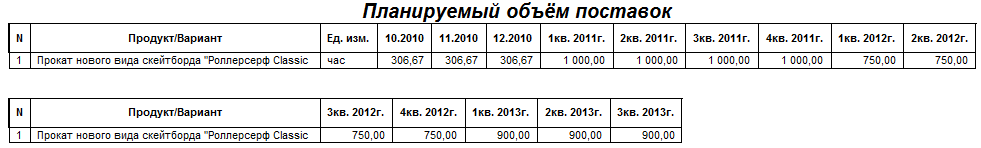 Планируемый объём поставок
N Продукт/Вариант Ед. изм. 10.2010 11.2010 12.2010 1кв. 2011г. 2кв. 2011г. 3кв. 2011г. 4кв. 2011г. 1кв. 2012г. 2кв. 2012г.
1 Прокат нового вида скейтборда "Роллерсерф Classic час 306,67 306,67 306,67 1 000,00 1 000,00 1 000,00 1 000,00 750,00 750,00
N Продукт/Вариант 3кв. 2012г. 4кв. 2012г. 1кв. 2013г. 2кв. 2013г. 3кв. 2013г.
1 Прокат нового вида скейтборда "Роллерсерф Classic 750,00 750,00 900,00 900,00 900,00